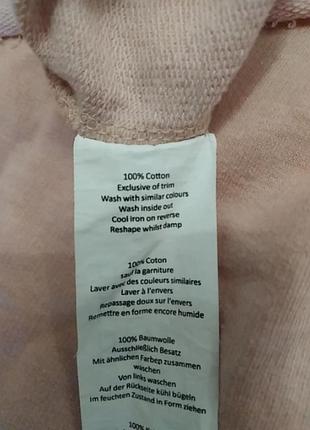 100% Cotton
Exclusive of trim
Wash with similar colours
Wash inside out
Cool iron on reverse
Reshape whilst damp
100% Coton
sauf la garniture
Laver avec des couleurs similaires
Laver à l'envers
Repassage doux sur l'envers
Remettre en forme encore humide
100% Baumwolle
Ausschließlich Besatz
Mit ähnlichen Farben zusammen
waschen
Von links waschen
Auf der Rückseite kühl bügeln
im feuchten Zustand in Form ziehen
100%